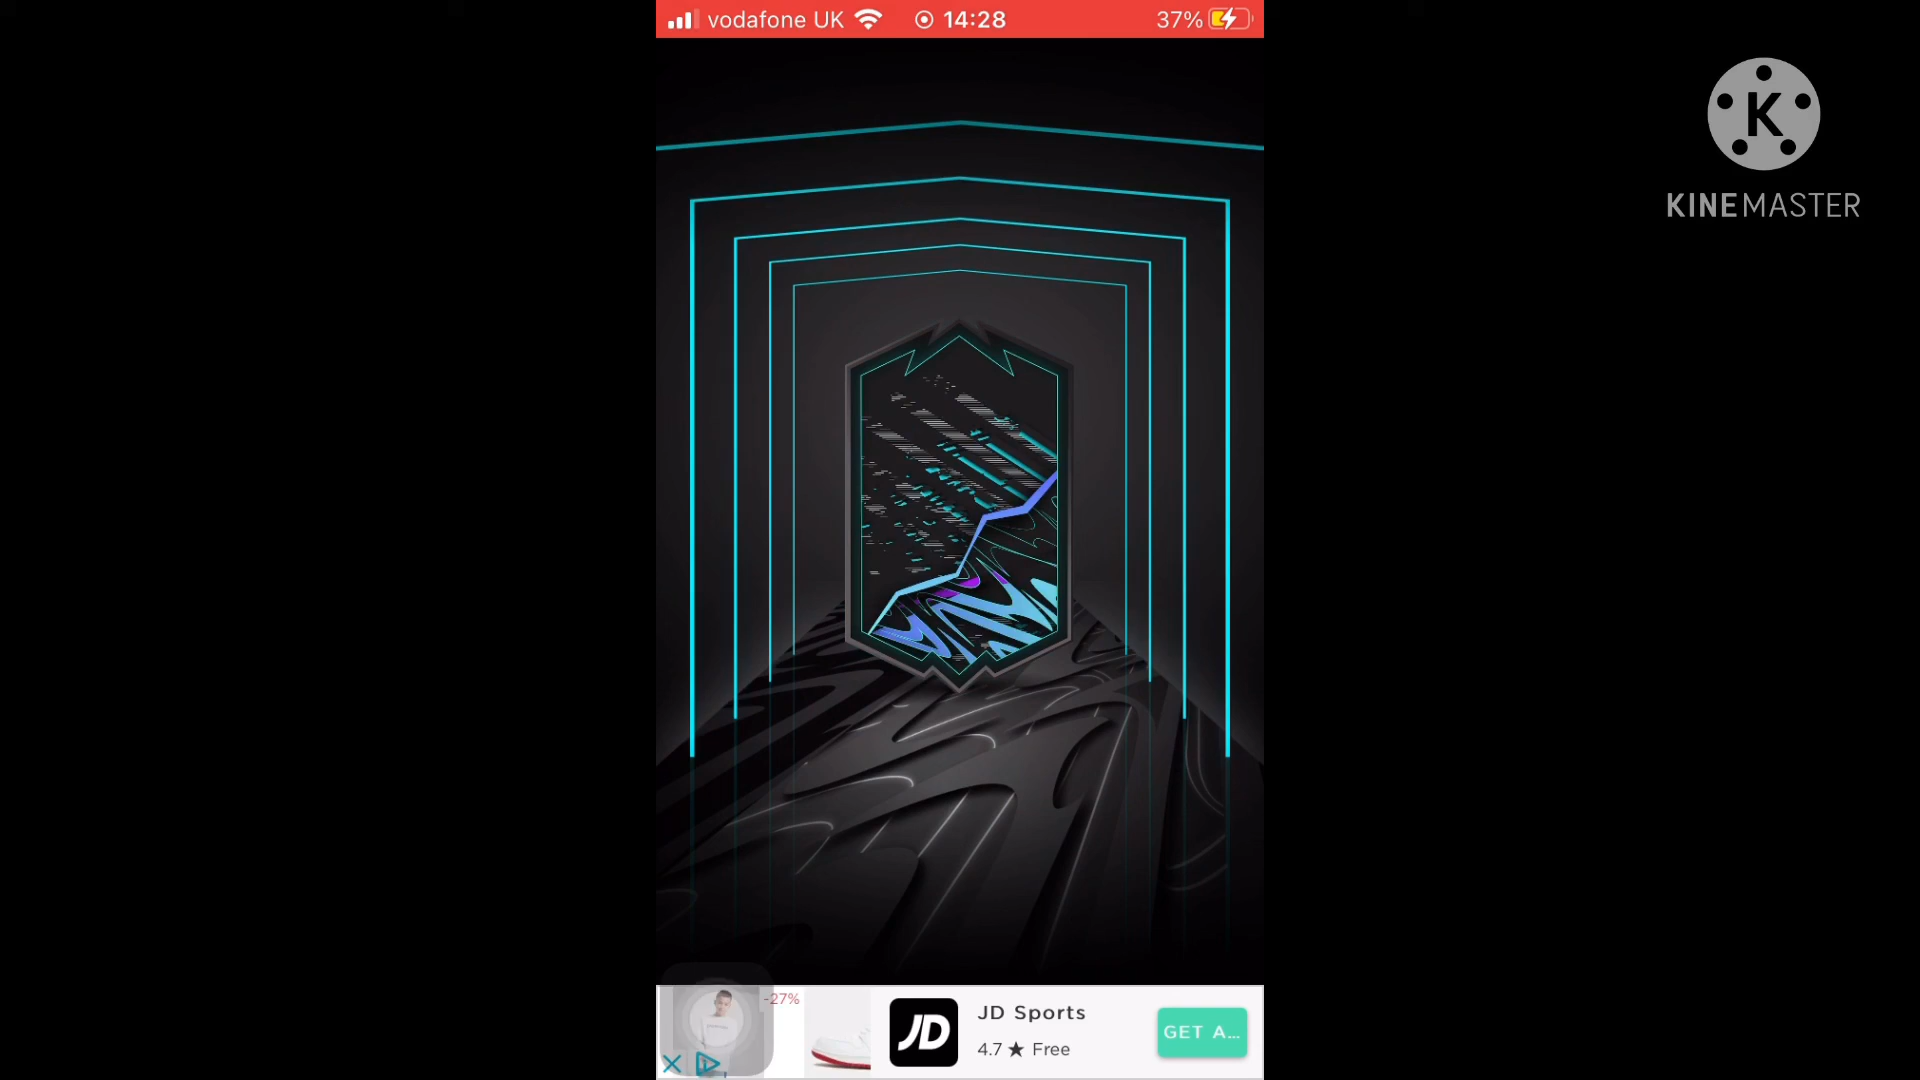 vodafone UK
14:28
37%
K
KINEMASTER
-27%
JD
JD Sports
4.7 ★ Free
GET A...